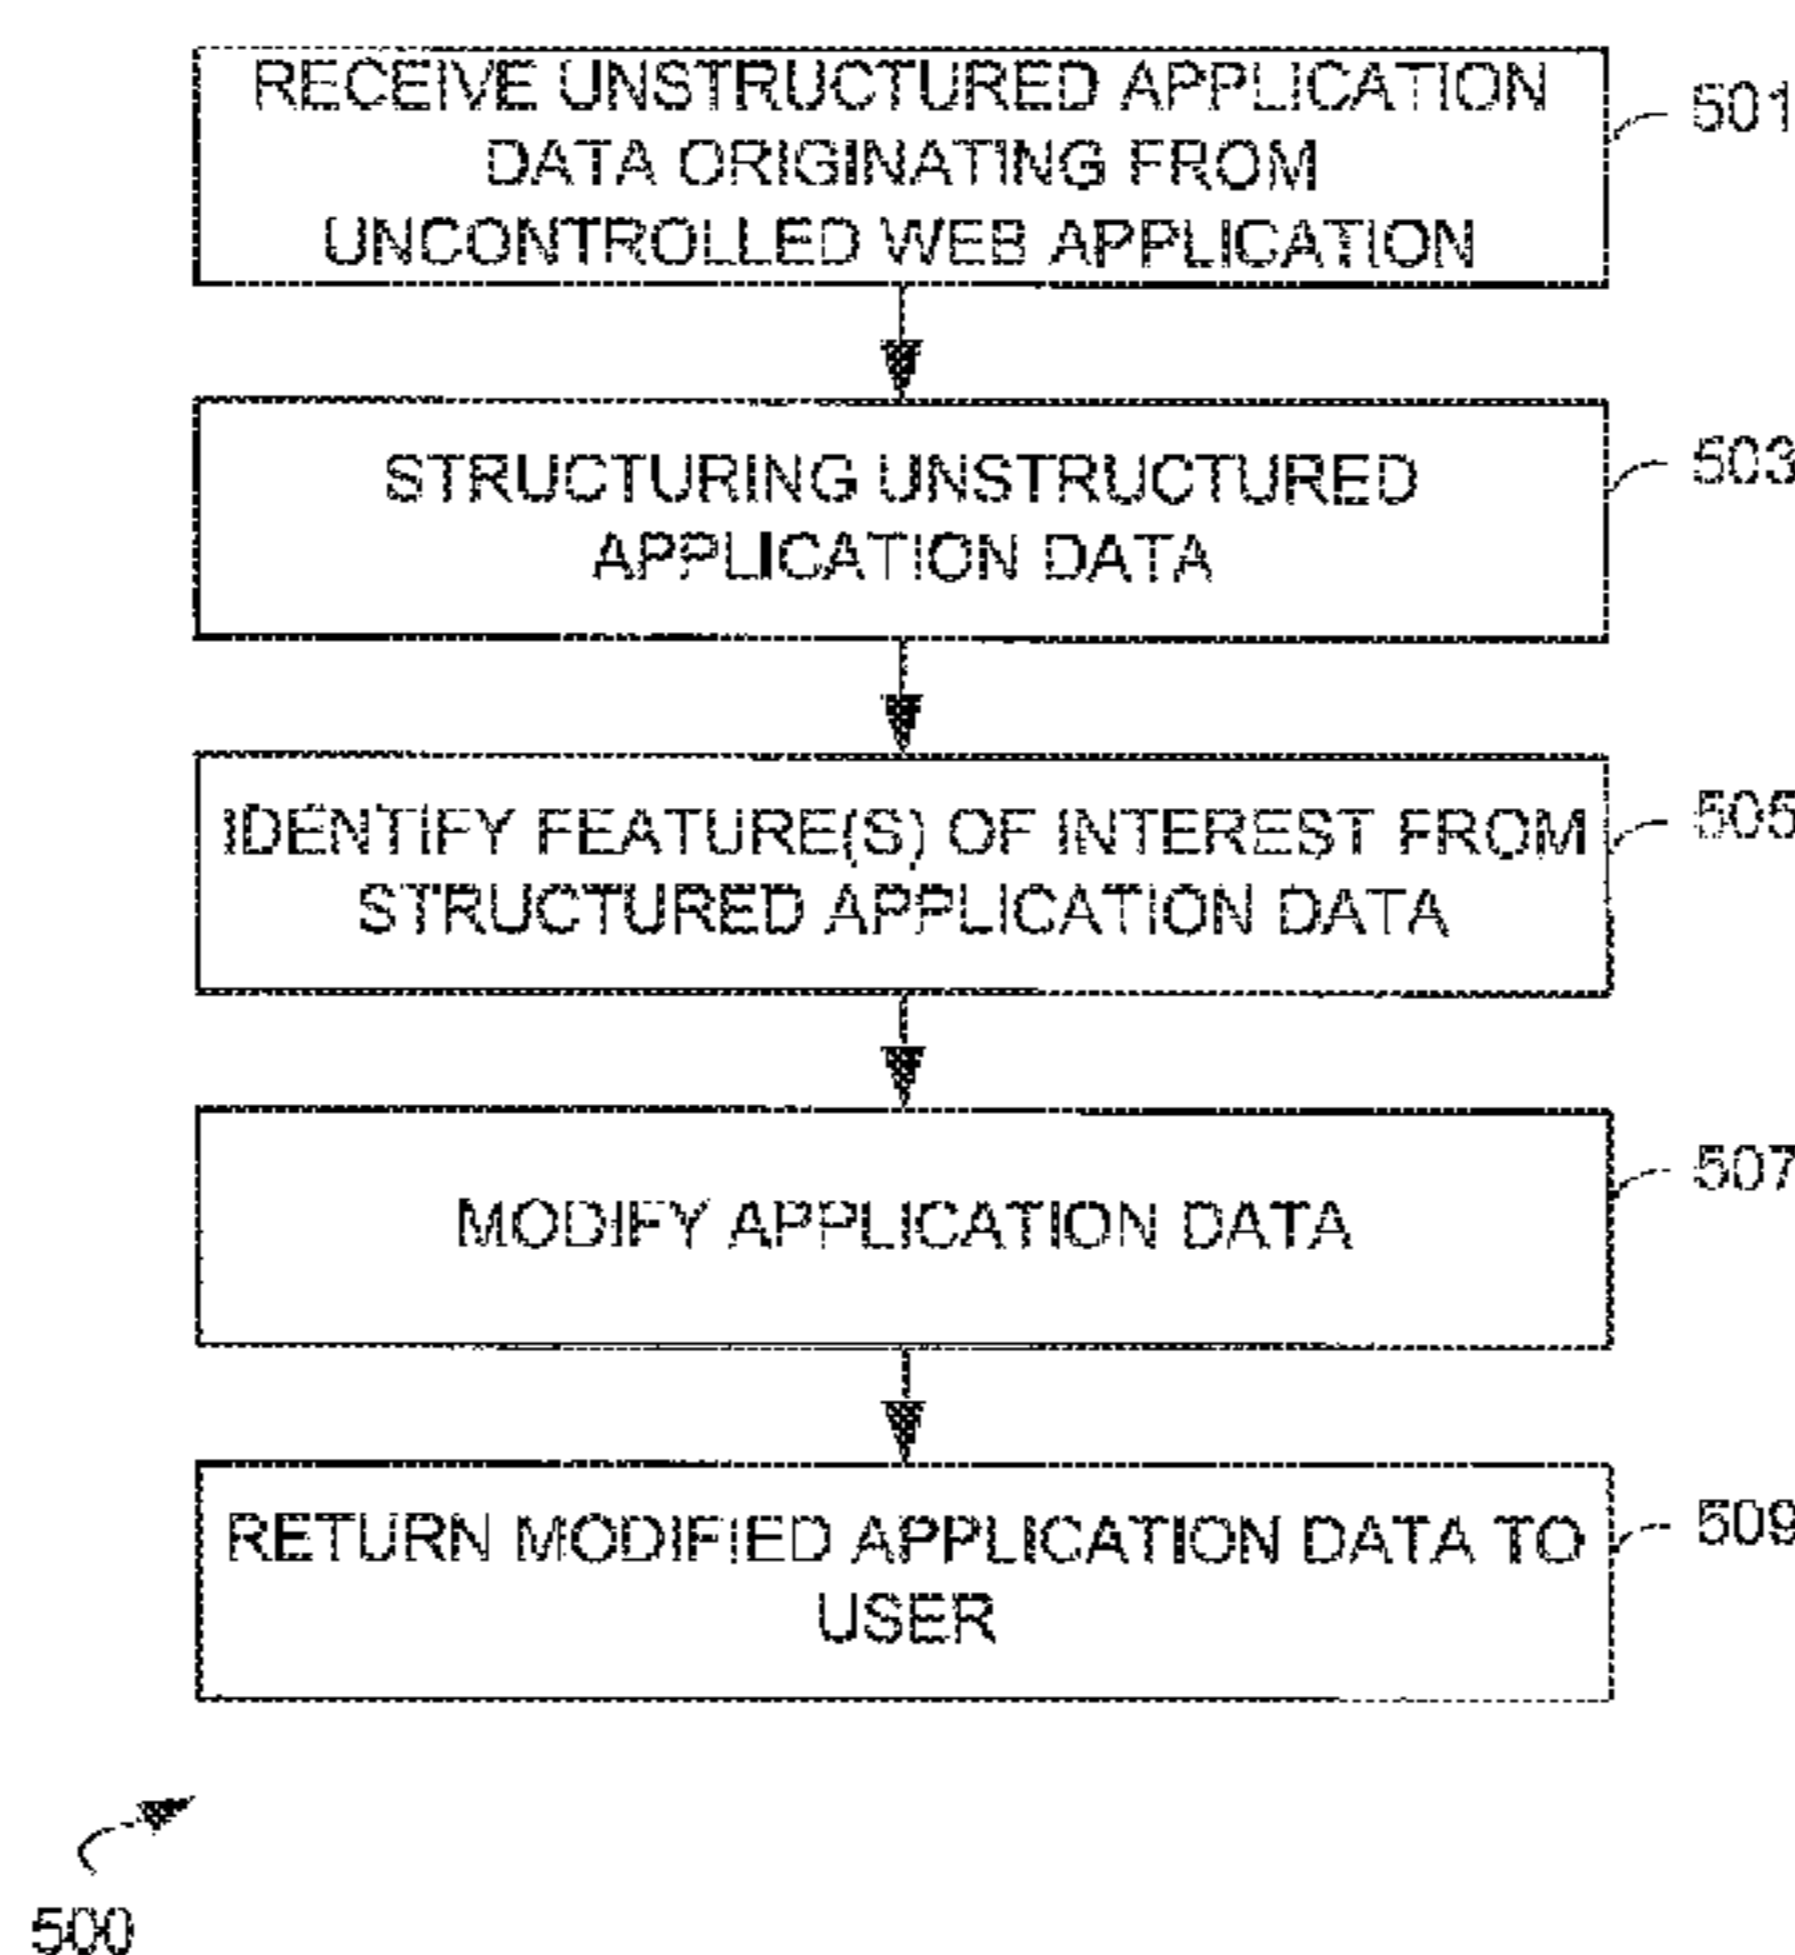 RECEIVE UNSTRUCTURED APPLICATION
DATA ORIGINATING FROM
UNCONTROLLED WEB APPLICATION
501
STRUCTURING UNSTRUCTURED
APPLICATION DATA
503
IDENTIFY FEATURE(S) OF INTEREST FROM
STRUCTURED APPLICATION DATA
505
MODIFY APPLICATION DATA
507
RETURN MODIFIED APPLICATION DATA TO
USER
509
500